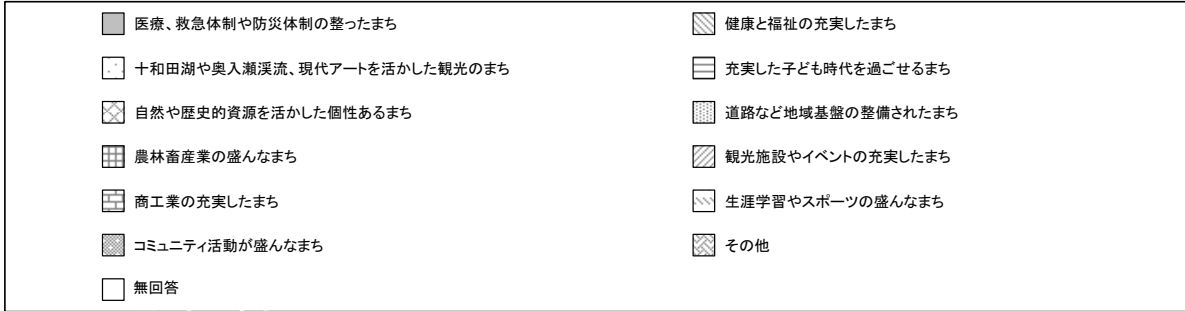 医療、救急体制や防災体制の整ったまち
健康と福祉の充実したまち
十和田湖や奥入瀬渓流、現代アートを活かした観光のまち
充実した子ども時代を過ごせるまち
自然や歴史的資源を活かした個性あるまち
道路など地域基盤の整備されたまち
農林畜産業の盛んなまち
観光施設やイベントの充実したまち
商工業の充実したまち
生涯学習やスポーツの盛んなまち
コミュニティ活動が盛んなまち
その他
無回答